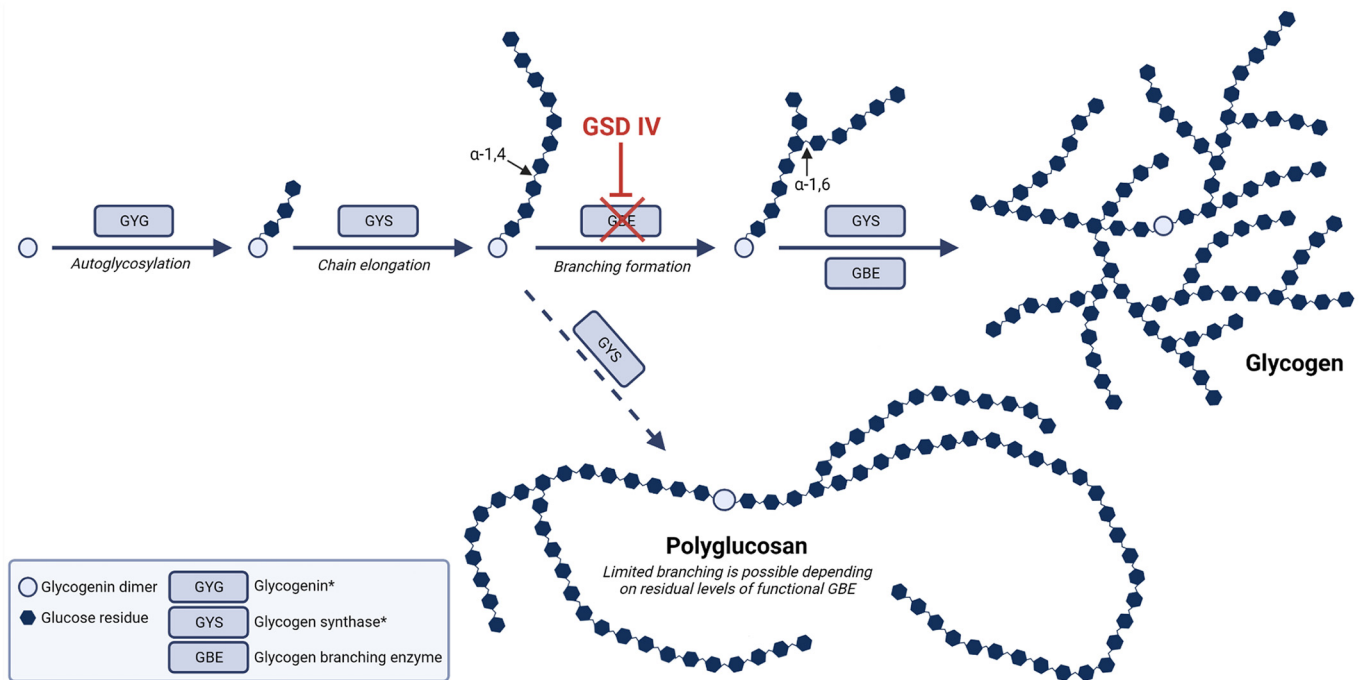 GSD IV
α-1,4
α-1,6
GYG
GYS
GBE
GYS
Autoglycosylation
Chain elongation
Branching formation
GBE
GYS
Glycogen
Polyglucosan
Limited branching is possible depending
on residual levels of functional GBE
Glycogenin dimer
GYG
Glycogenin*
Glucose residue
GYS
Glycogen synthase*
GBE
Glycogen branching enzyme